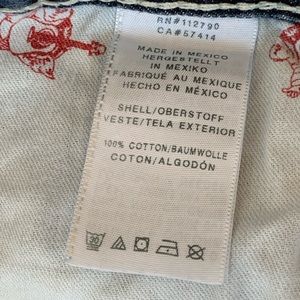 RN#112790
CA#57414
MADE IN MEXICO
HERGESTELLT
IN MEXIKO
FABRIQUÉ AU MEXIQUE
HECHO EN MÉXICO
SHELL/OBERSTOFF
VESTE/TELA EXTERIOR
100% COTTON/BAUMWOLLE
COTON/ALGODÓN